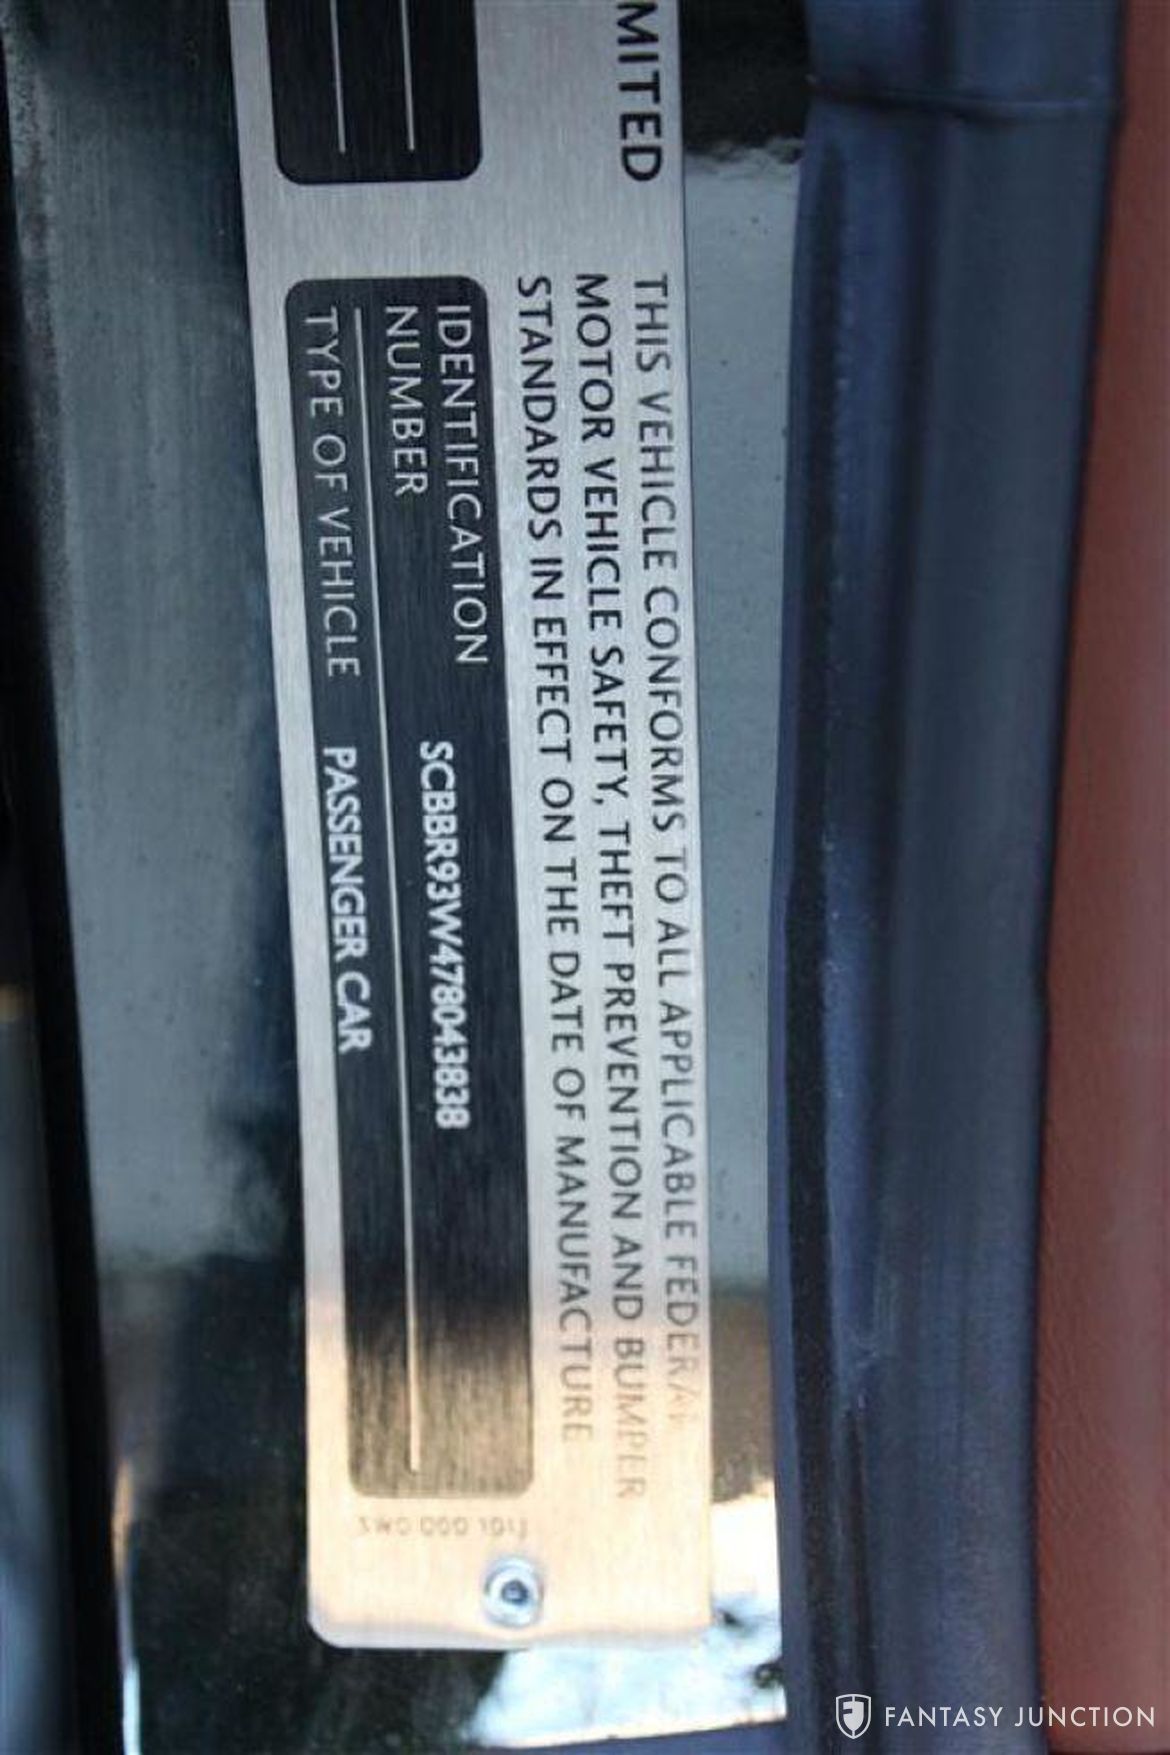 MITED
THIS VEHICLE CONFORMS TO ALL APPLICABLE FEDERAL
MOTOR VEHICLE SAFETY, THEFT PREVENTION AND BUMPER
STANDARDS IN EFFECT ON THE DATE OF MANUFACTURE
IDENTIFICATION
NUMBER SCBBR93W478043838
TYPE OF VEHICLE PASSENGER CAR
FANTASY JUNCTION